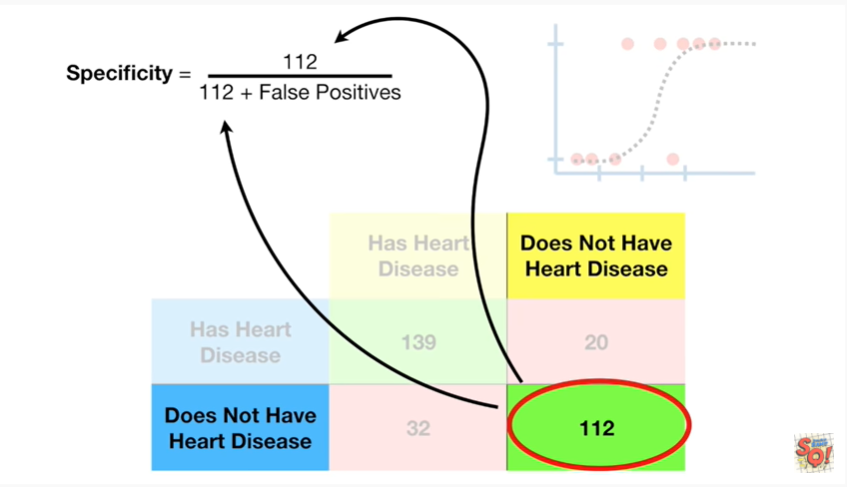 Specificity =
112
112 + False Positives
Has Heart
Disease
Does Not Have
Heart Disease
Has Heart
Disease
139
20
Does Not Have
Heart Disease
32
112
SQ!